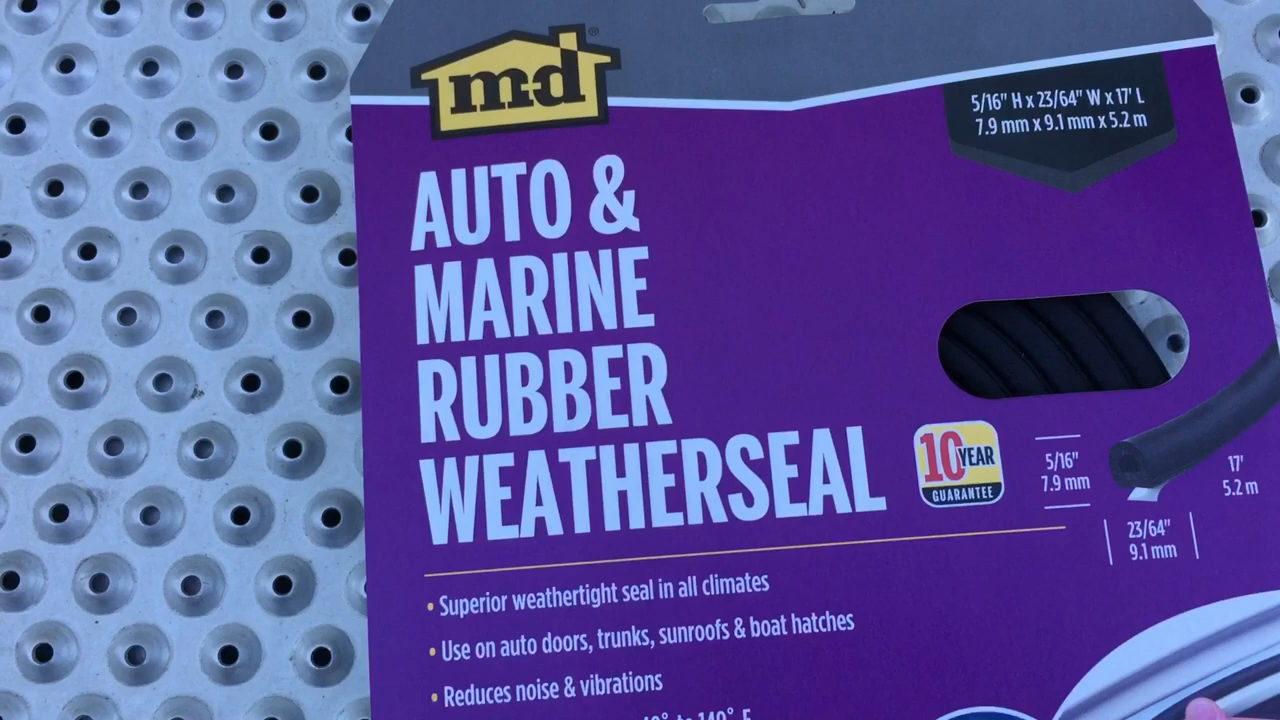 m-d
®
5/16" H x 23/64" W x 17' L
7.9 mm x 9.1 mm x 5.2 m
AUTO &
MARINE
RUBBER
WEATHERSEAL
10 YEAR
GUARANTEE
5/16"
7.9 mm
17'
5.2 m
23/64"
9.1 mm
• Superior weathertight seal in all climates
• Use on auto doors, trunks, sunroofs & boat hatches
• Reduces noise & vibrations
to 140° F